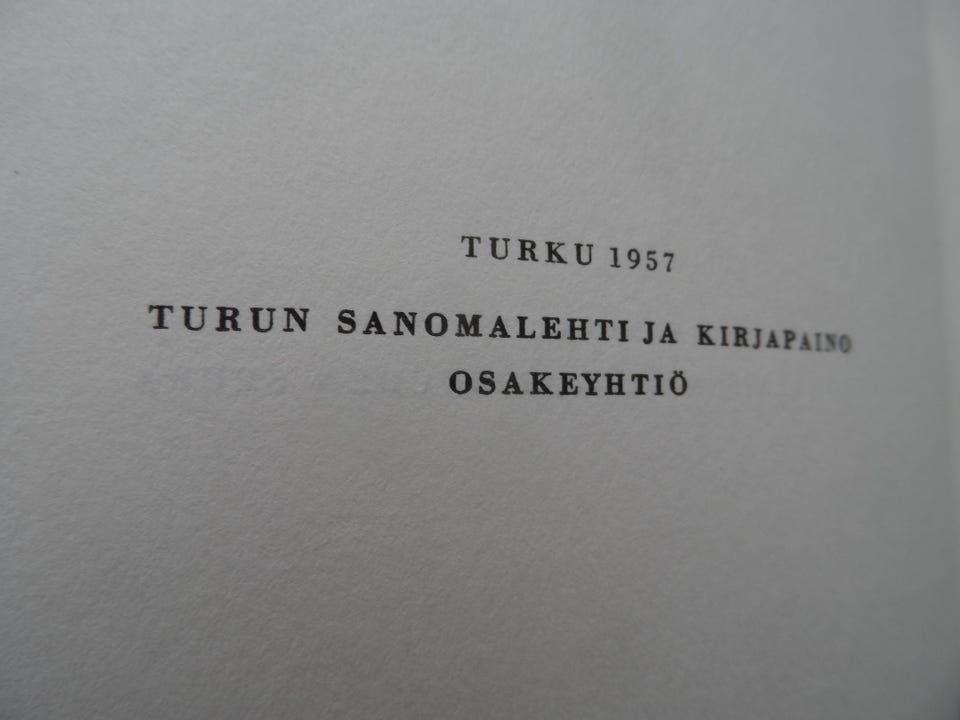 TURKU 1957
TURUN SANOMALEHTI JA KIRJAPAINO
OSAKEYHTIÖ